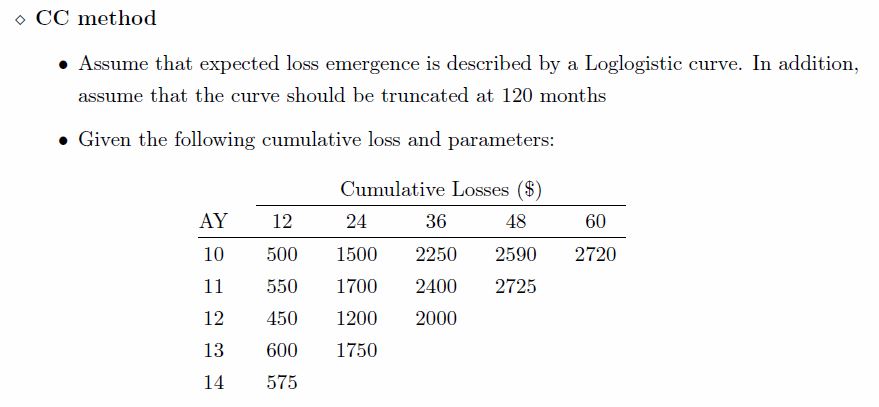 ⋄ CC method
• Assume that expected loss emergence is described by a Loglogistic curve. In addition,
assume that the curve should be truncated at 120 months
• Given the following cumulative loss and parameters:
Cumulative Losses ($)
AY 12 24 36 48 60
10 500 1500 2250 2590 2720
11 550 1700 2400 2725
12 450 1200 2000
13 600 1750
14 575